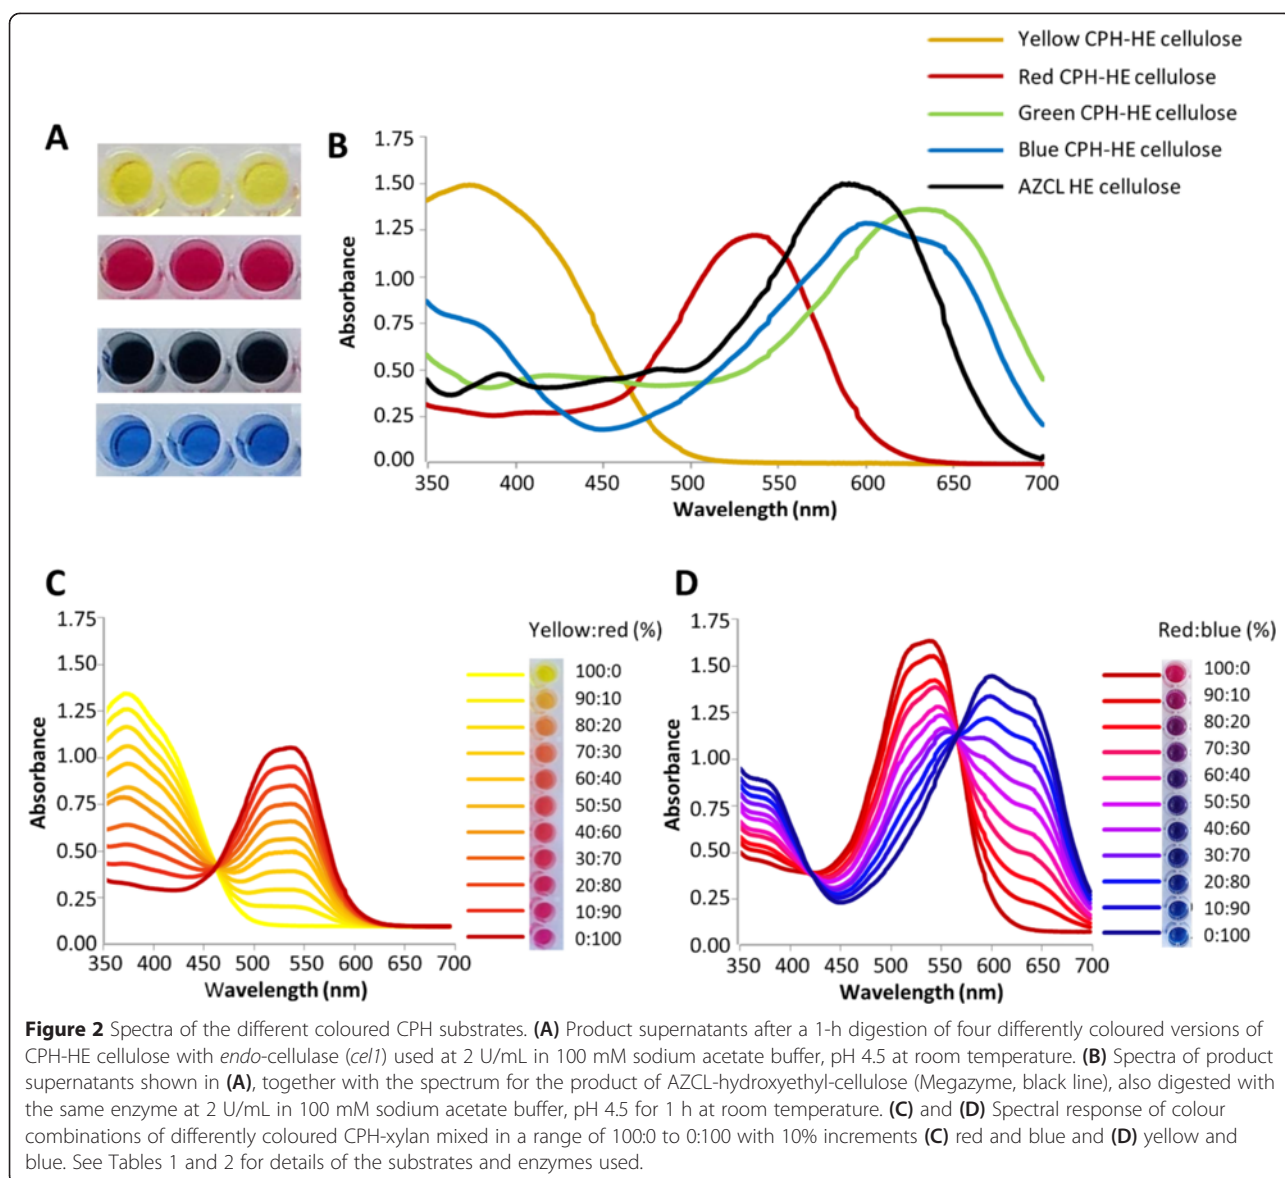 Yellow CPH-HE cellulose
Red CPH-HE cellulose
Green CPH-HE cellulose
Blue CPH-HE cellulose
AZCL HE cellulose
A
B
1.75
1.50
1.25
1.00
0.75
0.50
0.25
0.00
Absorbance
350 400 450 500 550 600 650 700
Wavelength (nm)
C
1.75
1.50
1.25
1.00
0.75
0.50
0.25
0.00
Absorbance
350 400 450 500 550 600 650 700
Wavelength (nm)
Yellow:red (%)
100:0
90:10
80:20
70:30
60:40
50:50
40:60
30:70
20:80
10:90
0:100
D
1.75
1.50
1.25
1.00
0.75
0.50
0.25
0.00
Absorbance
350 400 450 500 550 600 650 700
Wavelength (nm)
Red:blue (%)
100:0
90:10
80:20
70:30
60:40
50:50
40:60
30:70
20:80
10:90
0:100
Figure 2 Spectra of the different coloured CPH substrates. (A) Product supernatants after a 1-h digestion of four differently coloured versions of
CPH-HE cellulose with endo-cellulase (cel1) used at 2 U/mL in 100 mM sodium acetate buffer, pH 4.5 at room temperature. (B) Spectra of product
supernatants shown in (A), together with the spectrum for the product of AZCL-hydroxyethyl-cellulose (Megazyme, black line), also digested with
the same enzyme at 2 U/mL in 100 mM sodium acetate buffer, pH 4.5 for 1 h at room temperature. (C) and (D) Spectral response of colour
combinations of differently coloured CPH-xylan mixed in a range of 100:0 to 0:100 with 10% increments (C) red and blue and (D) yellow and
blue. See Tables 1 and 2 for details of the substrates and enzymes used.